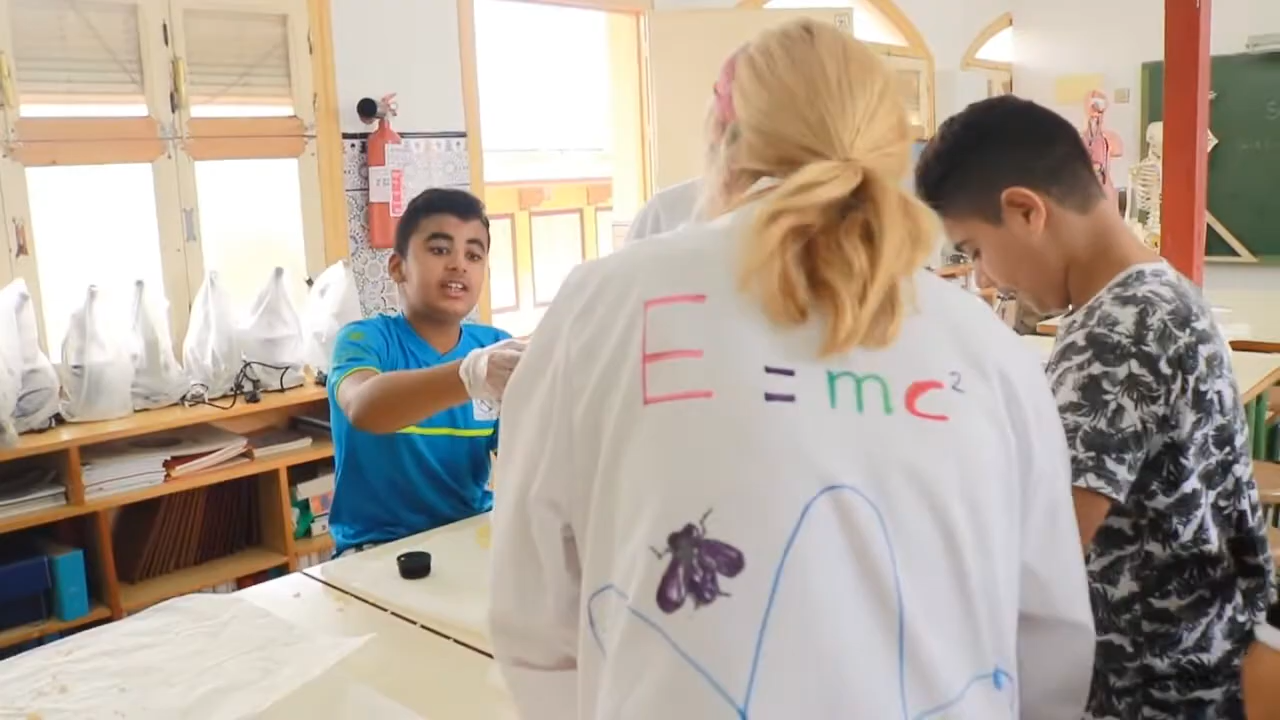 E = mc²